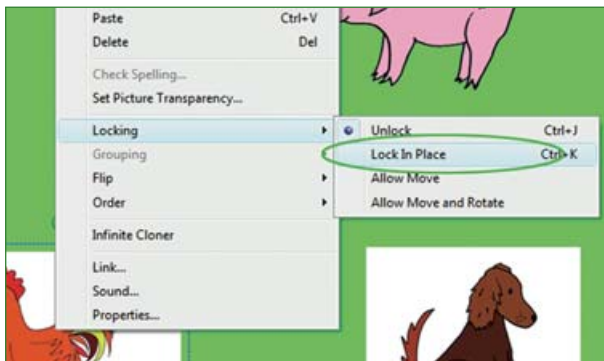 Paste Ctrl+V
Delete Del
Check Spelling...
Set Picture Transparency...
Locking
Grouping
Flip
Order
Infinite Cloner
Link...
Sound...
Properties...
Unlock Ctrl+J
Lock In Place Ctrl+K
Allow Move
Allow Move and Rotate